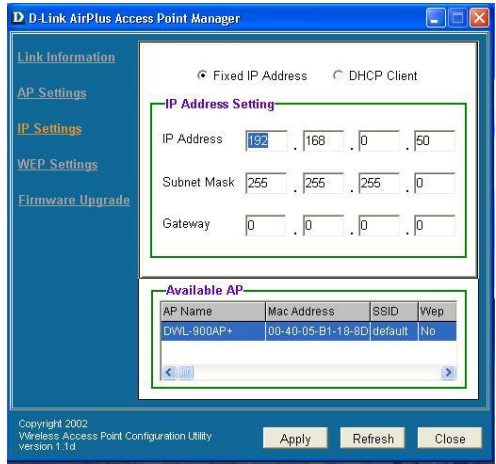 D D-Link AirPlus Access Point Manager
Link Information
AP Settings
IP Settings
WEP Settings
Firmware Upgrade
Fixed IP Address DHCP Client
IP Address Setting
IP Address 192 . 168 . 0 . 50
Subnet Mask 255 . 255 . 255 . 0
Gateway 0 . 0 . 0 . 0
Available AP
AP Name Mac Address SSID Wep
DWL-900AP+ 00-40-05-B1-18-8D default No
Copyright 2002
Wireless Access Point Configuration Utility
version 1.1d
Apply Refresh Close